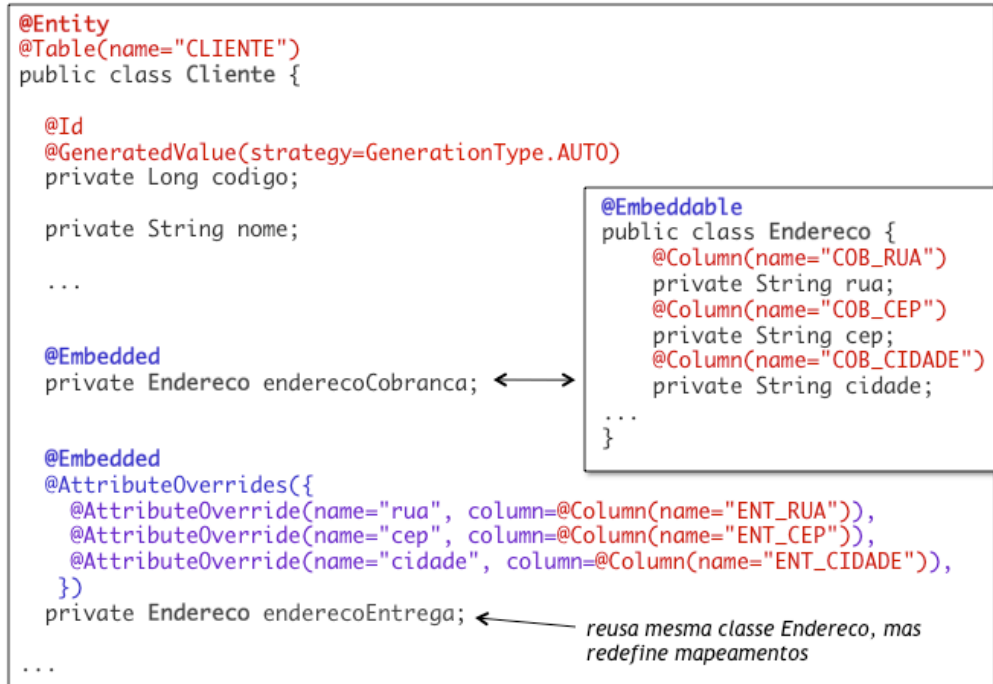 @Entity
@Table(name="CLIENTE")
public class Cliente {
@Id
@GeneratedValue(strategy=GenerationType.AUTO)
private Long codigo;
private String nome;
...
@Embedded
private Endereco enderecoCobranca;
@Embeddable
public class Endereco {
@Column(name="COB_RUA")
private String rua;
@Column(name="COB_CEP")
private String cep;
@Column(name="COB_CIDADE")
private String cidade;
...
}
@Embedded
@AttributeOverrides({
@AttributeOverride(name="rua", column=@Column(name="ENT_RUA")),
@AttributeOverride(name="cep", column=@Column(name="ENT_CEP")),
@AttributeOverride(name="cidade", column=@Column(name="ENT_CIDADE")),
})
private Endereco enderecoEntrega;
reusa mesma classe Endereco, mas
redefine mapeamentos
...